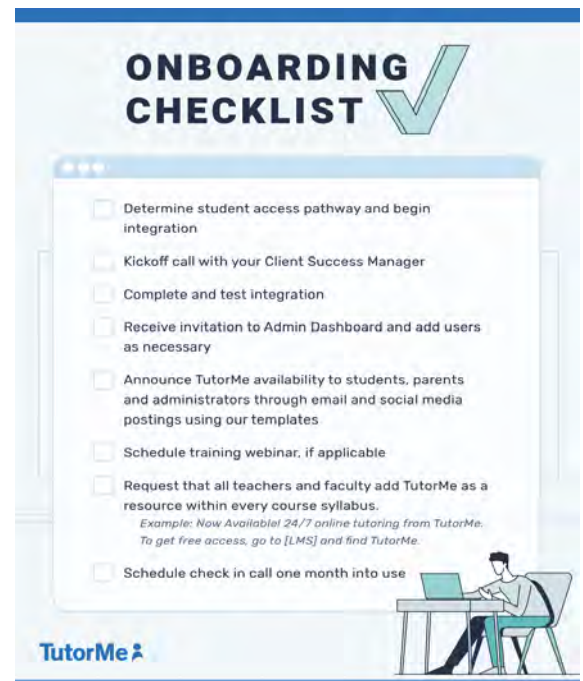 ONBOARDING
CHECKLIST
Determine student access pathway and begin
integration
Kickoff call with your Client Success Manager
Complete and test integration
Receive invitation to Admin Dashboard and add users
as necessary
Announce TutorMe availability to students, parents
and administrators through email and social media
postings using our templates
Schedule training webinar, if applicable
Request that all teachers and faculty add TutorMe as a
resource within every course syllabus.
Example: Now Available! 24/7 online tutoring from TutorMe.
To get free access, go to [LMS] and find TutorMe.
Schedule check in call one month into use
TutorMe